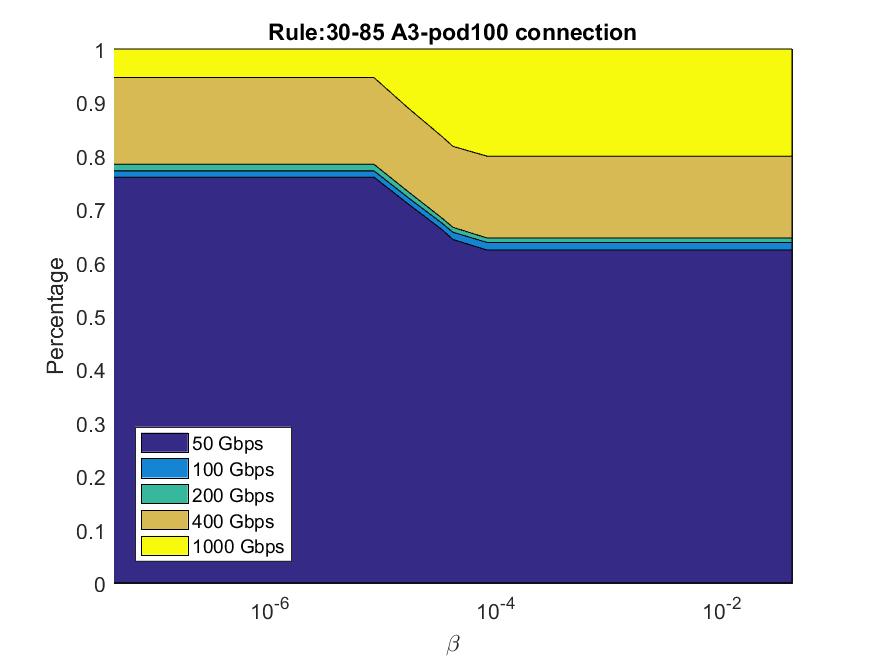 Rule:30-85 A3-pod100 connection
1
0.9
0.8
0.7
0.6
0.5
0.4
0.3
0.2
0.1
0
Percentage
50 Gbps
100 Gbps
200 Gbps
400 Gbps
1000 Gbps
10^-6 10^-4 10^-2
β